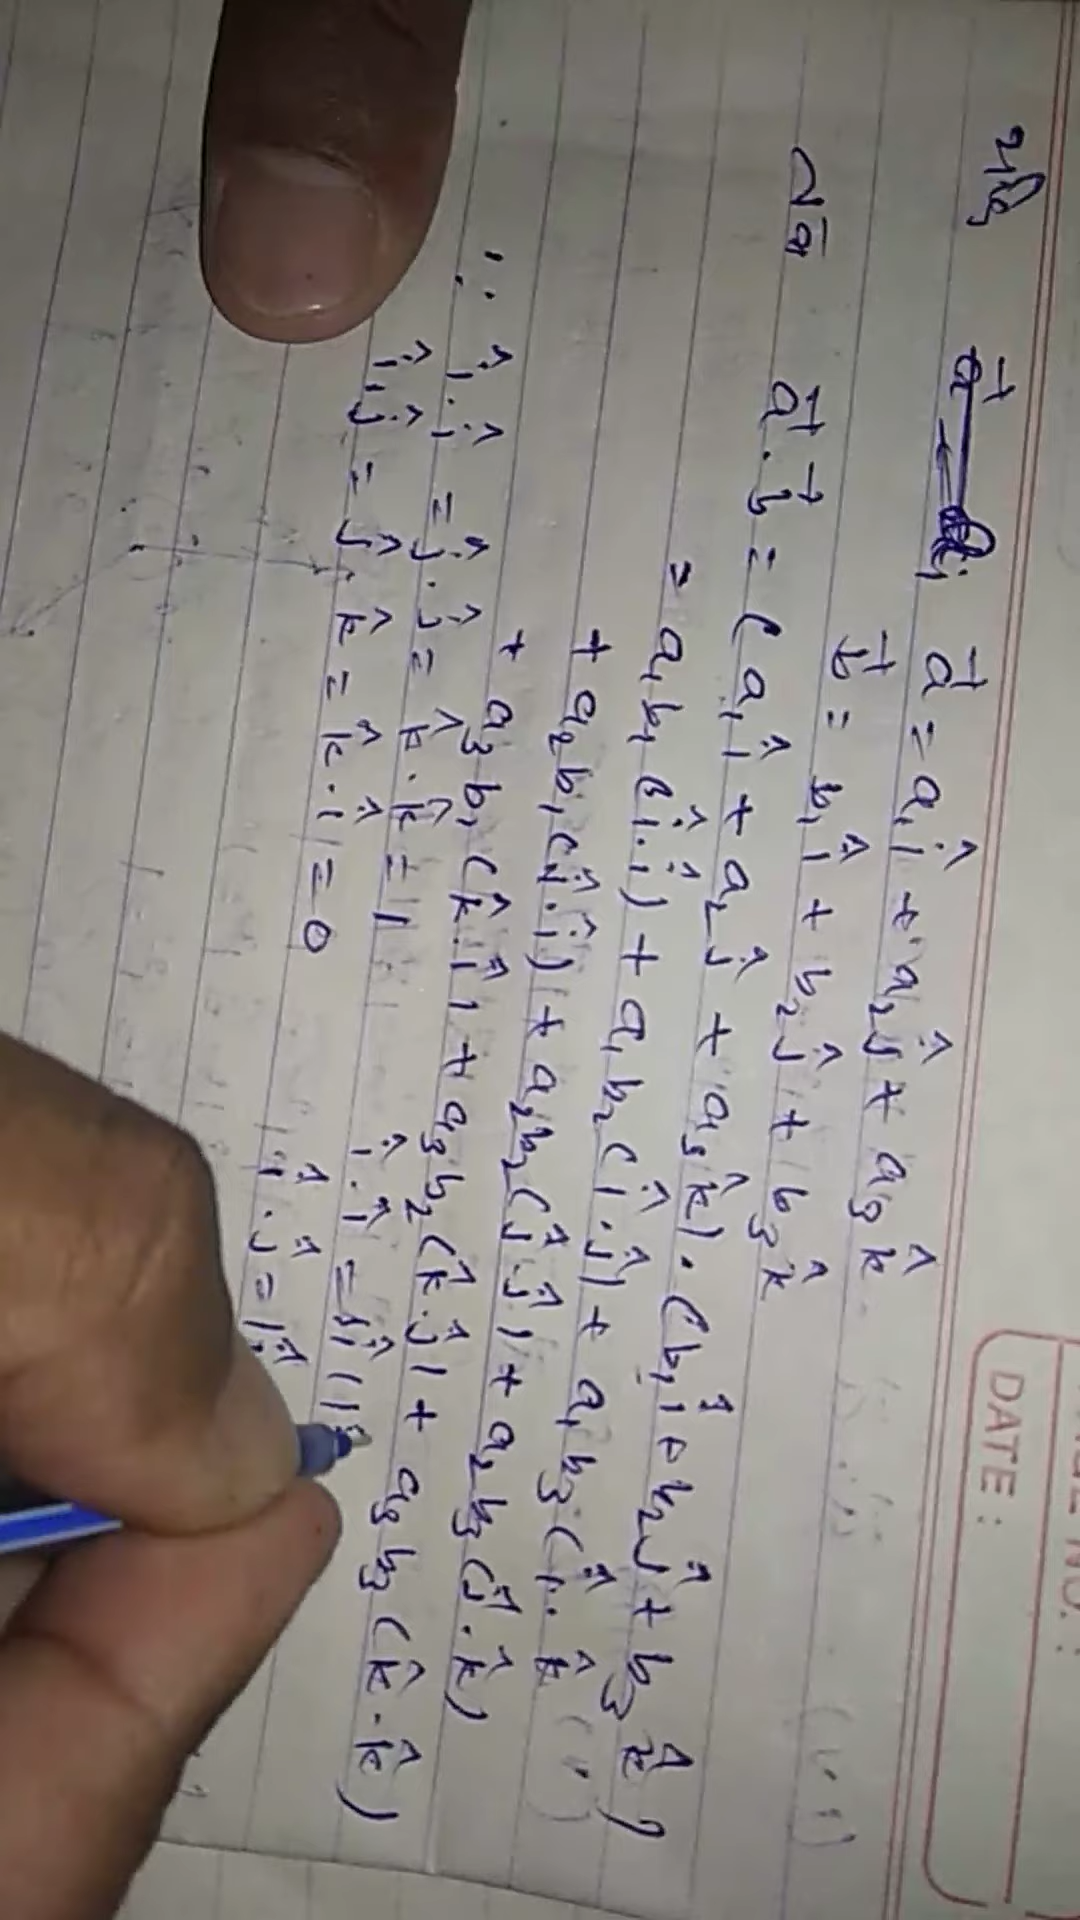 DATE :
यदि a⃗ = a₁î + a₂ĵ + a₃k̂
b⃗ = b₁î + b₂ĵ + b₃k̂
तब a⃗.b⃗ = (a₁î + a₂ĵ + a₃k̂).(b₁î + b₂ĵ + b₃k̂)
= a₁b₁(î.î) + a₁b₂(î.ĵ) + a₁b₃(î.k̂)
+ a₂b₁(ĵ.î) + a₂b₂(ĵ.ĵ) + a₂b₃(ĵ.k̂)
+ a₃b₁(k̂.î) + a₃b₂(k̂.ĵ) + a₃b₃(k̂.k̂)
∵ î.î = ĵ.ĵ = k̂.k̂ = 1
î.ĵ = ĵ.k̂ = k̂.î = 0
î.î =
î.ĵ =